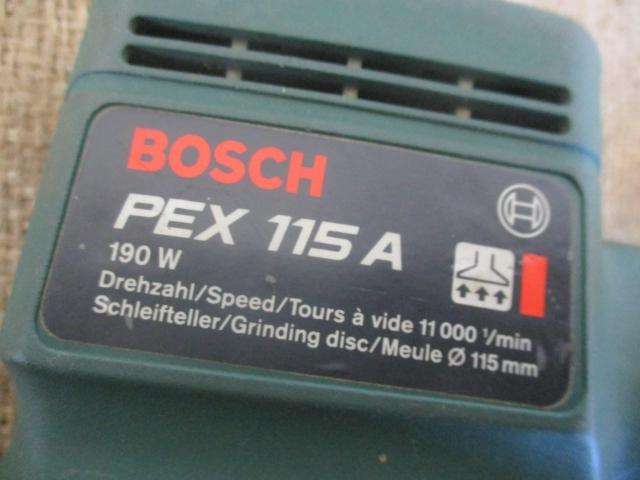 BOSCH
PEX 115 A
190 W
Drehzahl/Speed/Tours à vide 11 000 ¹/min
Schleifteller/Grinding disc/Meule Ø 115 mm